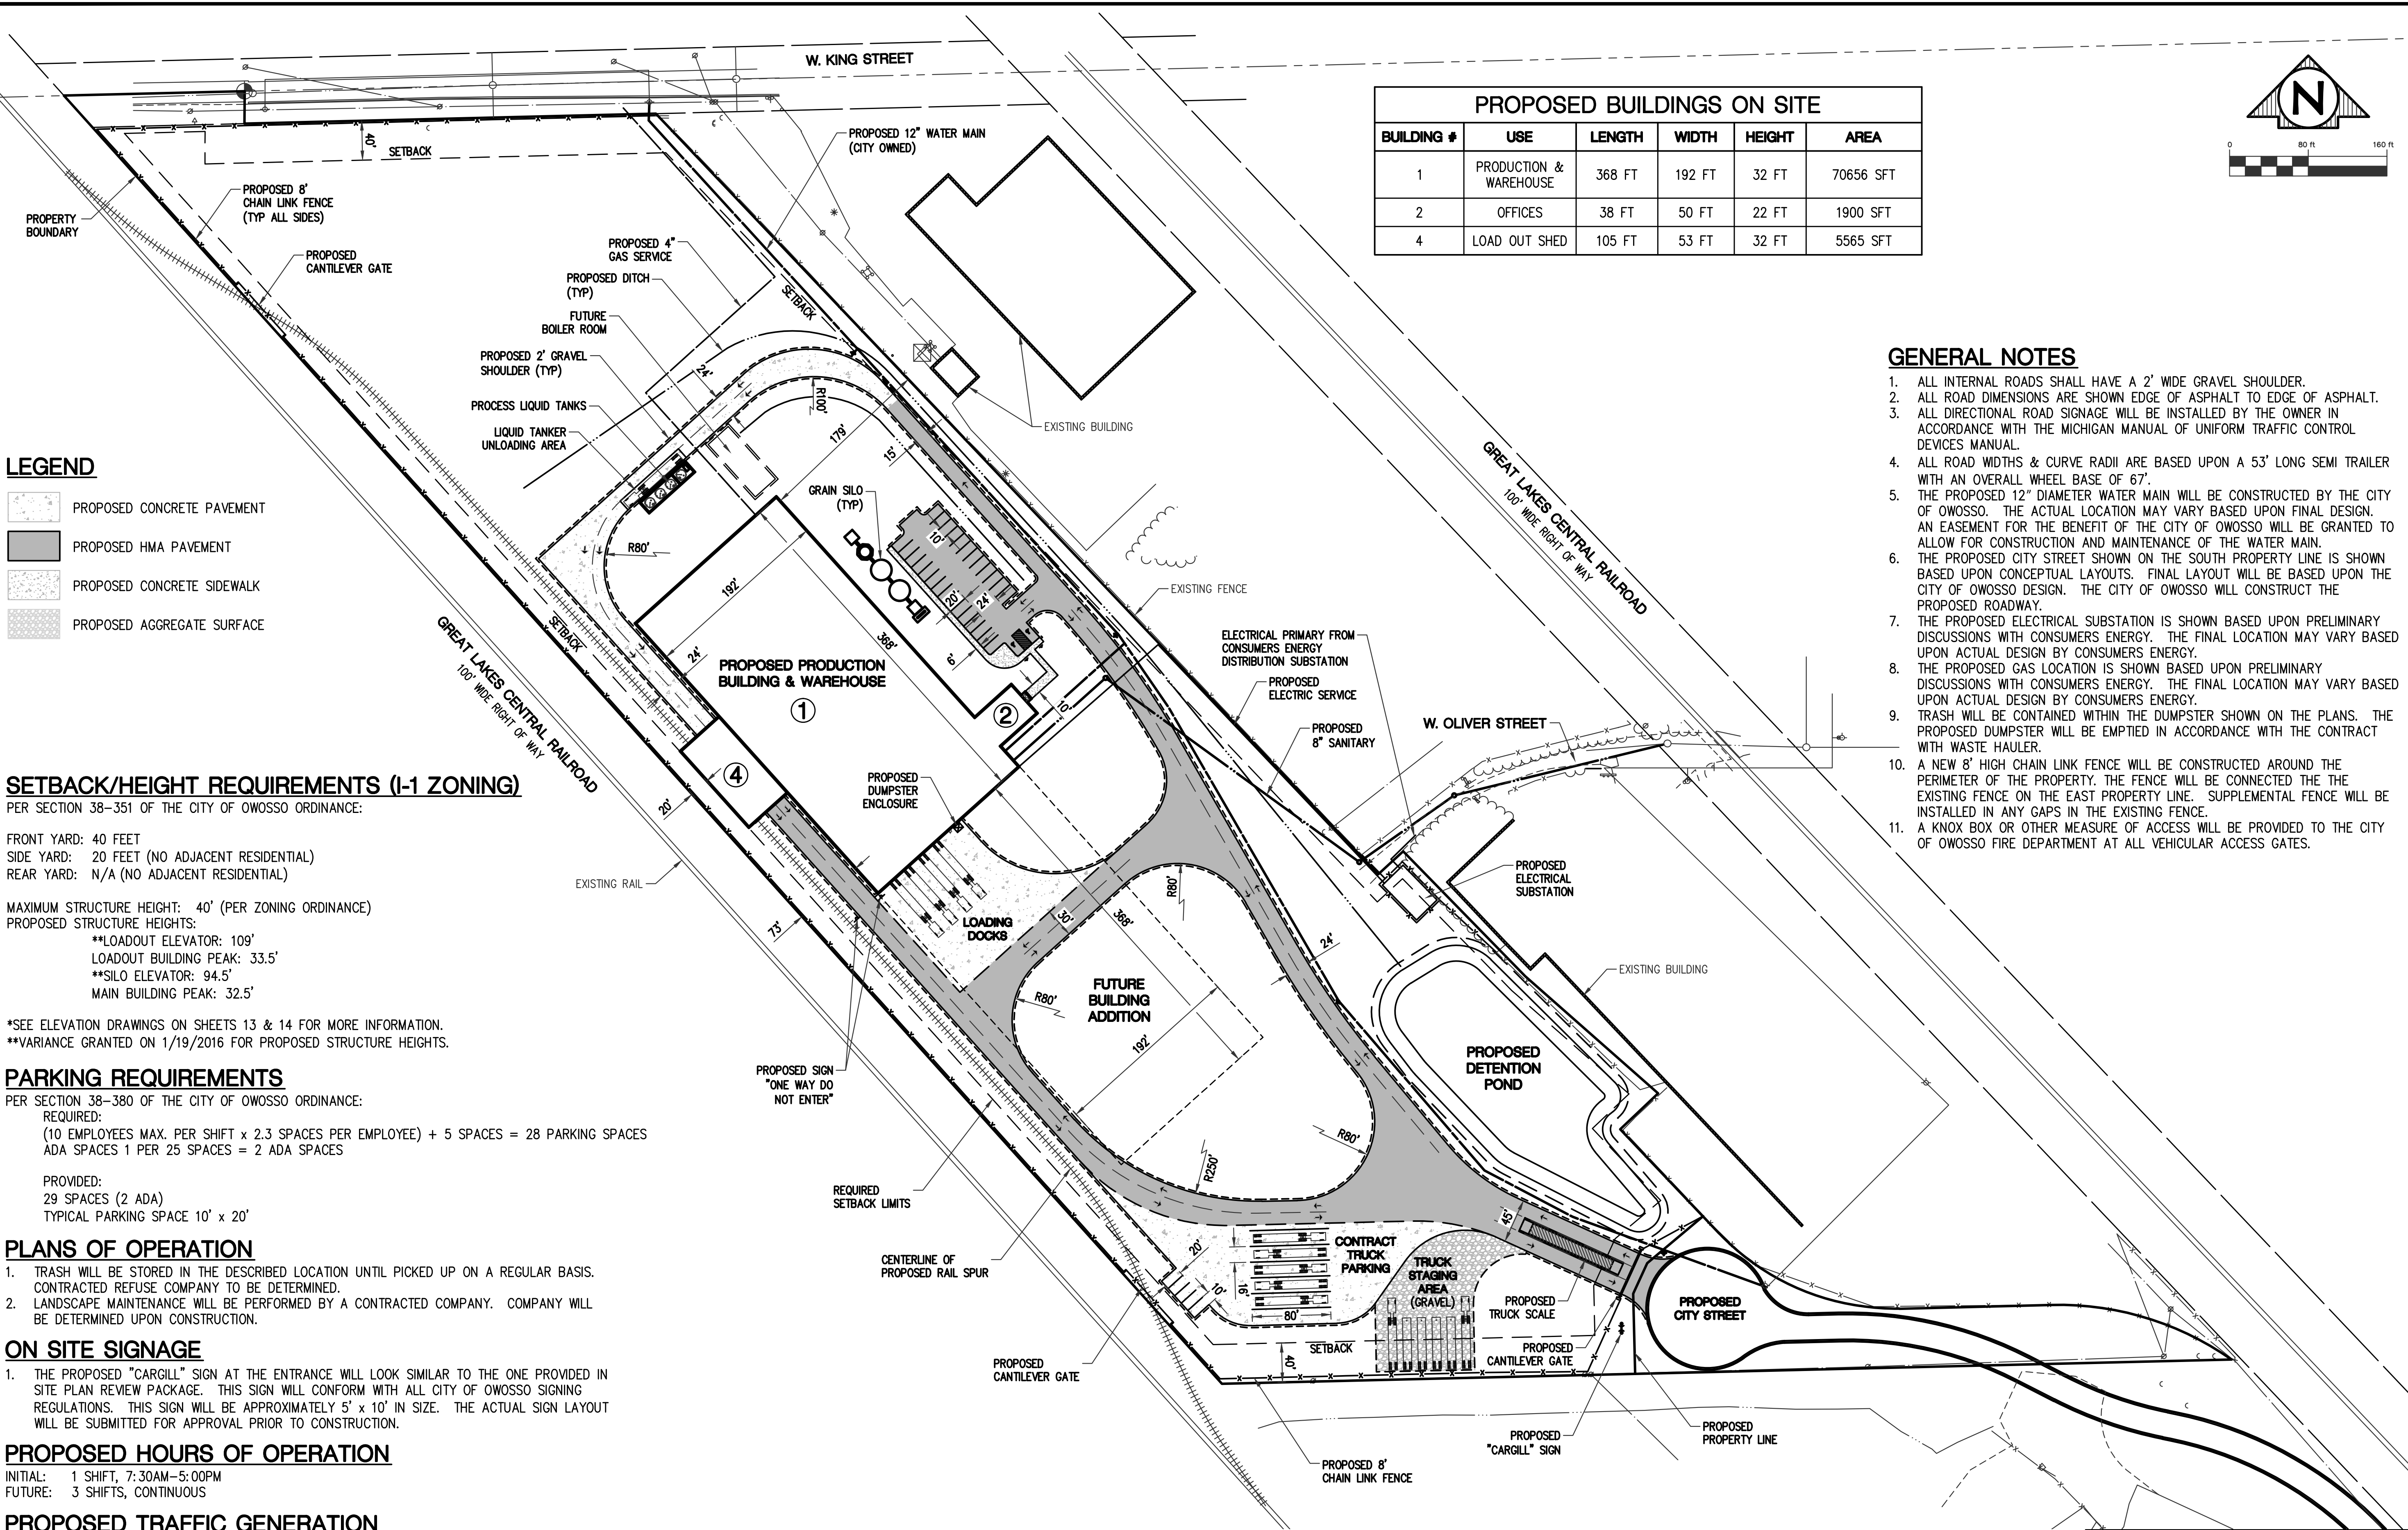 W. KING STREET
PROPOSED BUILDINGS ON SITE
BUILDING # USE LENGTH WIDTH HEIGHT AREA
1 PRODUCTION & WAREHOUSE 368 FT 192 FT 32 FT 70656 SFT
2 OFFICES 38 FT 50 FT 22 FT 1900 SFT
4 LOAD OUT SHED 105 FT 53 FT 32 FT 5565 SFT
N
0 80 ft 160 ft
40'
SETBACK
PROPOSED 12" WATER MAIN
(CITY OWNED)
PROPERTY
BOUNDARY
PROPOSED 8'
CHAIN LINK FENCE
(TYP ALL SIDES)
PROPOSED
CANTILEVER GATE
PROPOSED 4"
GAS SERVICE
PROPOSED DITCH
(TYP)
FUTURE
BOILER ROOM
PROPOSED 2' GRAVEL
SHOULDER (TYP)
PROCESS LIQUID TANKS
LIQUID TANKER
UNLOADING AREA
SETBACK
24'
R100'
179'
15'
EXISTING BUILDING
GRAIN SILO
(TYP)
10'
R80'
192'
20'
24'
6'
368'
24'
SETBACK
EXISTING FENCE
GREAT LAKES CENTRAL RAILROAD
100' WIDE RIGHT OF WAY
GREAT LAKES CENTRAL RAILROAD
100' WIDE RIGHT OF WAY
PROPOSED PRODUCTION
BUILDING & WAREHOUSE
1
2
10'
4
20'
ELECTRICAL PRIMARY FROM
CONSUMERS ENERGY
DISTRIBUTION SUBSTATION
PROPOSED
ELECTRIC SERVICE
PROPOSED
8" SANITARY
W. OLIVER STREET
PROPOSED
DUMPSTER
ENCLOSURE
EXISTING RAIL
73'
LOADING
DOCKS
30'
368'
R80'
24'
PROPOSED
ELECTRICAL
SUBSTATION
EXISTING BUILDING
FUTURE
BUILDING
ADDITION
R80'
192'
PROPOSED
DETENTION
POND
PROPOSED SIGN
"ONE WAY DO
NOT ENTER"
R80'
R250'
REQUIRED
SETBACK LIMITS
CENTERLINE OF
PROPOSED RAIL SPUR
45'
CONTRACT
TRUCK
PARKING
TRUCK
STAGING
AREA
(GRAVEL)
20'
10'
16'
80'
PROPOSED
TRUCK SCALE
PROPOSED
CITY STREET
SETBACK
40'
PROPOSED
CANTILEVER GATE
PROPOSED
CANTILEVER GATE
PROPOSED
"CARGILL" SIGN
PROPOSED
PROPERTY LINE
PROPOSED 8'
CHAIN LINK FENCE
LEGEND
PROPOSED CONCRETE PAVEMENT
PROPOSED HMA PAVEMENT
PROPOSED CONCRETE SIDEWALK
PROPOSED AGGREGATE SURFACE
SETBACK/HEIGHT REQUIREMENTS (I-1 ZONING)
PER SECTION 38-351 OF THE CITY OF OWOSSO ORDINANCE:
FRONT YARD: 40 FEET
SIDE YARD: 20 FEET (NO ADJACENT RESIDENTIAL)
REAR YARD: N/A (NO ADJACENT RESIDENTIAL)
MAXIMUM STRUCTURE HEIGHT: 40' (PER ZONING ORDINANCE)
PROPOSED STRUCTURE HEIGHTS:
**LOADOUT ELEVATOR: 109'
LOADOUT BUILDING PEAK: 33.5'
**SILO ELEVATOR: 94.5'
MAIN BUILDING PEAK: 32.5'
*SEE ELEVATION DRAWINGS ON SHEETS 13 & 14 FOR MORE INFORMATION.
**VARIANCE GRANTED ON 1/19/2016 FOR PROPOSED STRUCTURE HEIGHTS.
PARKING REQUIREMENTS
PER SECTION 38-380 OF THE CITY OF OWOSSO ORDINANCE:
REQUIRED:
(10 EMPLOYEES MAX. PER SHIFT x 2.3 SPACES PER EMPLOYEE) + 5 SPACES = 28 PARKING SPACES
ADA SPACES 1 PER 25 SPACES = 2 ADA SPACES
PROVIDED:
29 SPACES (2 ADA)
TYPICAL PARKING SPACE 10' x 20'
PLANS OF OPERATION
1. TRASH WILL BE STORED IN THE DESCRIBED LOCATION UNTIL PICKED UP ON A REGULAR BASIS.
CONTRACTED REFUSE COMPANY TO BE DETERMINED.
2. LANDSCAPE MAINTENANCE WILL BE PERFORMED BY A CONTRACTED COMPANY. COMPANY WILL
BE DETERMINED UPON CONSTRUCTION.
ON SITE SIGNAGE
1. THE PROPOSED "CARGILL" SIGN AT THE ENTRANCE WILL LOOK SIMILAR TO THE ONE PROVIDED IN
SITE PLAN REVIEW PACKAGE. THIS SIGN WILL CONFORM WITH ALL CITY OF OWOSSO SIGNING
REGULATIONS. THIS SIGN WILL BE APPROXIMATELY 5' x 10' IN SIZE. THE ACTUAL SIGN LAYOUT
WILL BE SUBMITTED FOR APPROVAL PRIOR TO CONSTRUCTION.
PROPOSED HOURS OF OPERATION
INITIAL: 1 SHIFT, 7:30AM-5:00PM
FUTURE: 3 SHIFTS, CONTINUOUS
PROPOSED TRAFFIC GENERATION
GENERAL NOTES
1. ALL INTERNAL ROADS SHALL HAVE A 2' WIDE GRAVEL SHOULDER.
2. ALL ROAD DIMENSIONS ARE SHOWN EDGE OF ASPHALT TO EDGE OF ASPHALT.
3. ALL DIRECTIONAL ROAD SIGNAGE WILL BE INSTALLED BY THE OWNER IN
ACCORDANCE WITH THE MICHIGAN MANUAL OF UNIFORM TRAFFIC CONTROL
DEVICES MANUAL.
4. ALL ROAD WIDTHS & CURVE RADII ARE BASED UPON A 53' LONG SEMI TRAILER
WITH AN OVERALL WHEEL BASE OF 67'.
5. THE PROPOSED 12" DIAMETER WATER MAIN WILL BE CONSTRUCTED BY THE CITY
OF OWOSSO. THE ACTUAL LOCATION MAY VARY BASED UPON FINAL DESIGN.
AN EASEMENT FOR THE BENEFIT OF THE CITY OF OWOSSO WILL BE GRANTED TO
ALLOW FOR CONSTRUCTION AND MAINTENANCE OF THE WATER MAIN.
6. THE PROPOSED CITY STREET SHOWN ON THE SOUTH PROPERTY LINE IS SHOWN
BASED UPON CONCEPTUAL LAYOUTS. FINAL LAYOUT WILL BE BASED UPON THE
CITY OF OWOSSO DESIGN. THE CITY OF OWOSSO WILL CONSTRUCT THE
PROPOSED ROADWAY.
7. THE PROPOSED ELECTRICAL SUBSTATION IS SHOWN BASED UPON PRELIMINARY
DISCUSSIONS WITH CONSUMERS ENERGY. THE FINAL LOCATION MAY VARY BASED
UPON ACTUAL DESIGN BY CONSUMERS ENERGY.
8. THE PROPOSED GAS LOCATION IS SHOWN BASED UPON PRELIMINARY
DISCUSSIONS WITH CONSUMERS ENERGY. THE FINAL LOCATION MAY VARY BASED
UPON ACTUAL DESIGN BY CONSUMERS ENERGY.
9. TRASH WILL BE CONTAINED WITHIN THE DUMPSTER SHOWN ON THE PLANS. THE
PROPOSED DUMPSTER WILL BE EMPTIED IN ACCORDANCE WITH THE CONTRACT
WITH WASTE HAULER.
10. A NEW 8' HIGH CHAIN LINK FENCE WILL BE CONSTRUCTED AROUND THE
PERIMETER OF THE PROPERTY. THE FENCE WILL BE CONNECTED THE THE
EXISTING FENCE ON THE EAST PROPERTY LINE. SUPPLEMENTAL FENCE WILL BE
INSTALLED IN ANY GAPS IN THE EXISTING FENCE.
11. A KNOX BOX OR OTHER MEASURE OF ACCESS WILL BE PROVIDED TO THE CITY
OF OWOSSO FIRE DEPARTMENT AT ALL VEHICULAR ACCESS GATES.